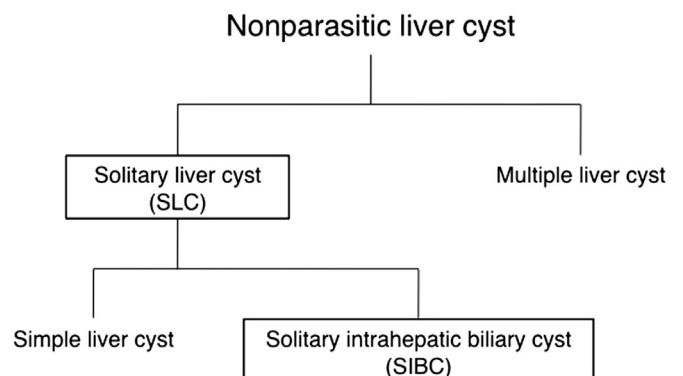 Nonparasitic liver cyst
Solitary liver cyst
(SLC)
Multiple liver cyst
Simple liver cyst
Solitary intrahepatic biliary cyst
(SIBC)